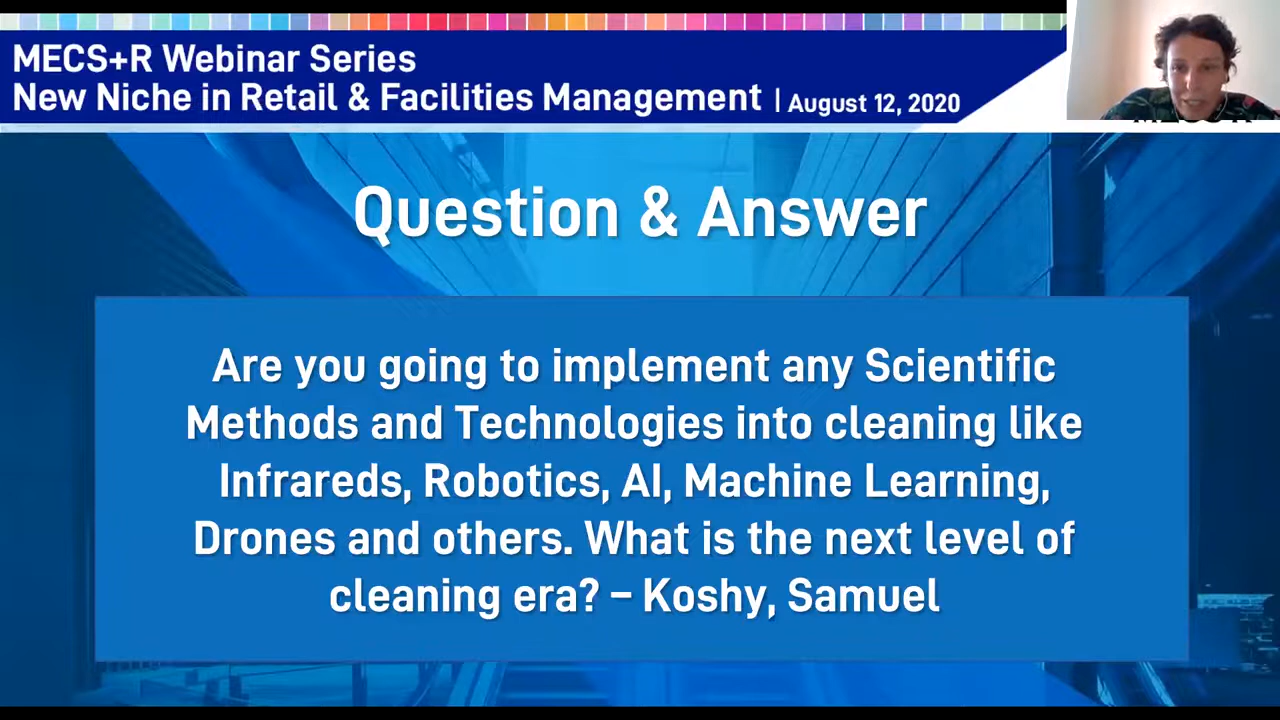 MECS+R Webinar Series
New Niche in Retail & Facilities Management | August 12, 2020
Question & Answer
Are you going to implement any Scientific
Methods and Technologies into cleaning like
Infrareds, Robotics, AI, Machine Learning,
Drones and others. What is the next level of
cleaning era? – Koshy, Samuel